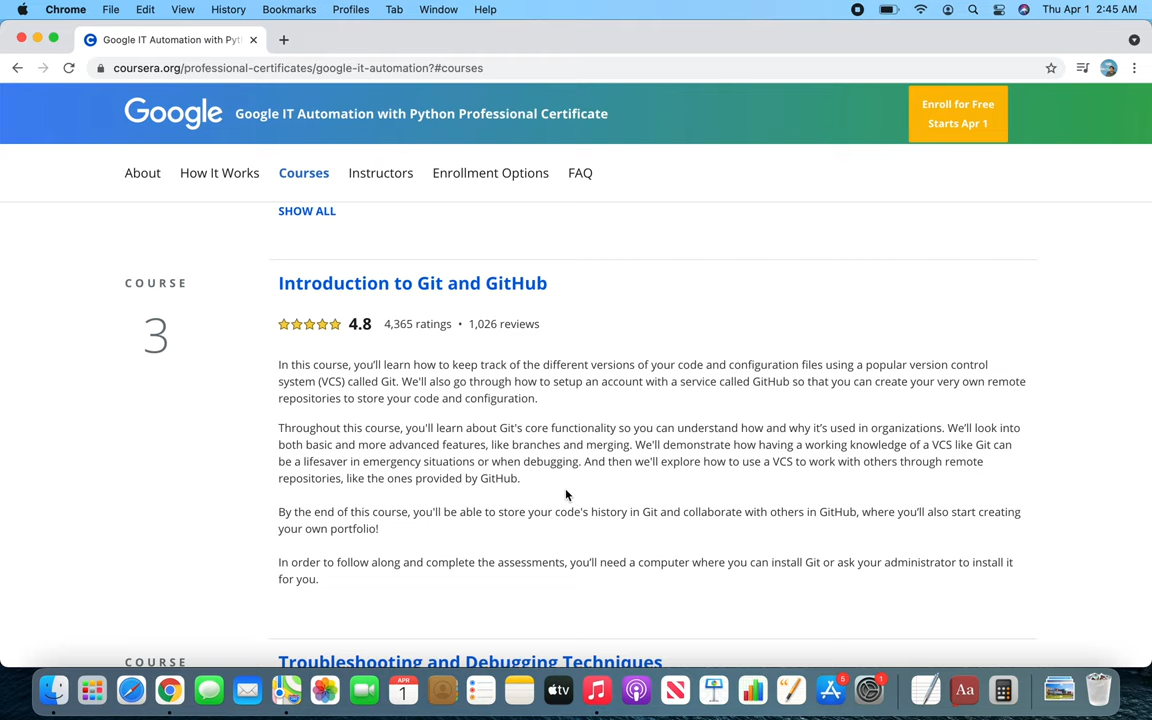 Chrome File Edit View History Bookmarks Profiles Tab Window Help Thu Apr 1 2:45 AM
Google IT Automation with Pyt
coursera.org/professional-certificates/google-it-automation?#courses
Google Google IT Automation with Python Professional Certificate
Enroll for Free
Starts Apr 1
About How It Works Courses Instructors Enrollment Options FAQ
SHOW ALL
COURSE
3
Introduction to Git and GitHub
4.8 4,365 ratings • 1,026 reviews
In this course, you'll learn how to keep track of the different versions of your code and configuration files using a popular version control
system (VCS) called Git. We'll also go through how to setup an account with a service called GitHub so that you can create your very own remote
repositories to store your code and configuration.
Throughout this course, you'll learn about Git's core functionality so you can understand how and why it's used in organizations. We'll look into
both basic and more advanced features, like branches and merging. We'll demonstrate how having a working knowledge of a VCS like Git can
be a lifesaver in emergency situations or when debugging. And then we'll explore how to use a VCS to work with others through remote
repositories, like the ones provided by GitHub.
By the end of this course, you'll be able to store your code's history in Git and collaborate with others in GitHub, where you'll also start creating
your own portfolio!
In order to follow along and complete the assessments, you'll need a computer where you can install Git or ask your administrator to install it
for you.
COURSE
Troubleshooting and Debugging Techniques
APR
1
tv
5
1
Aa